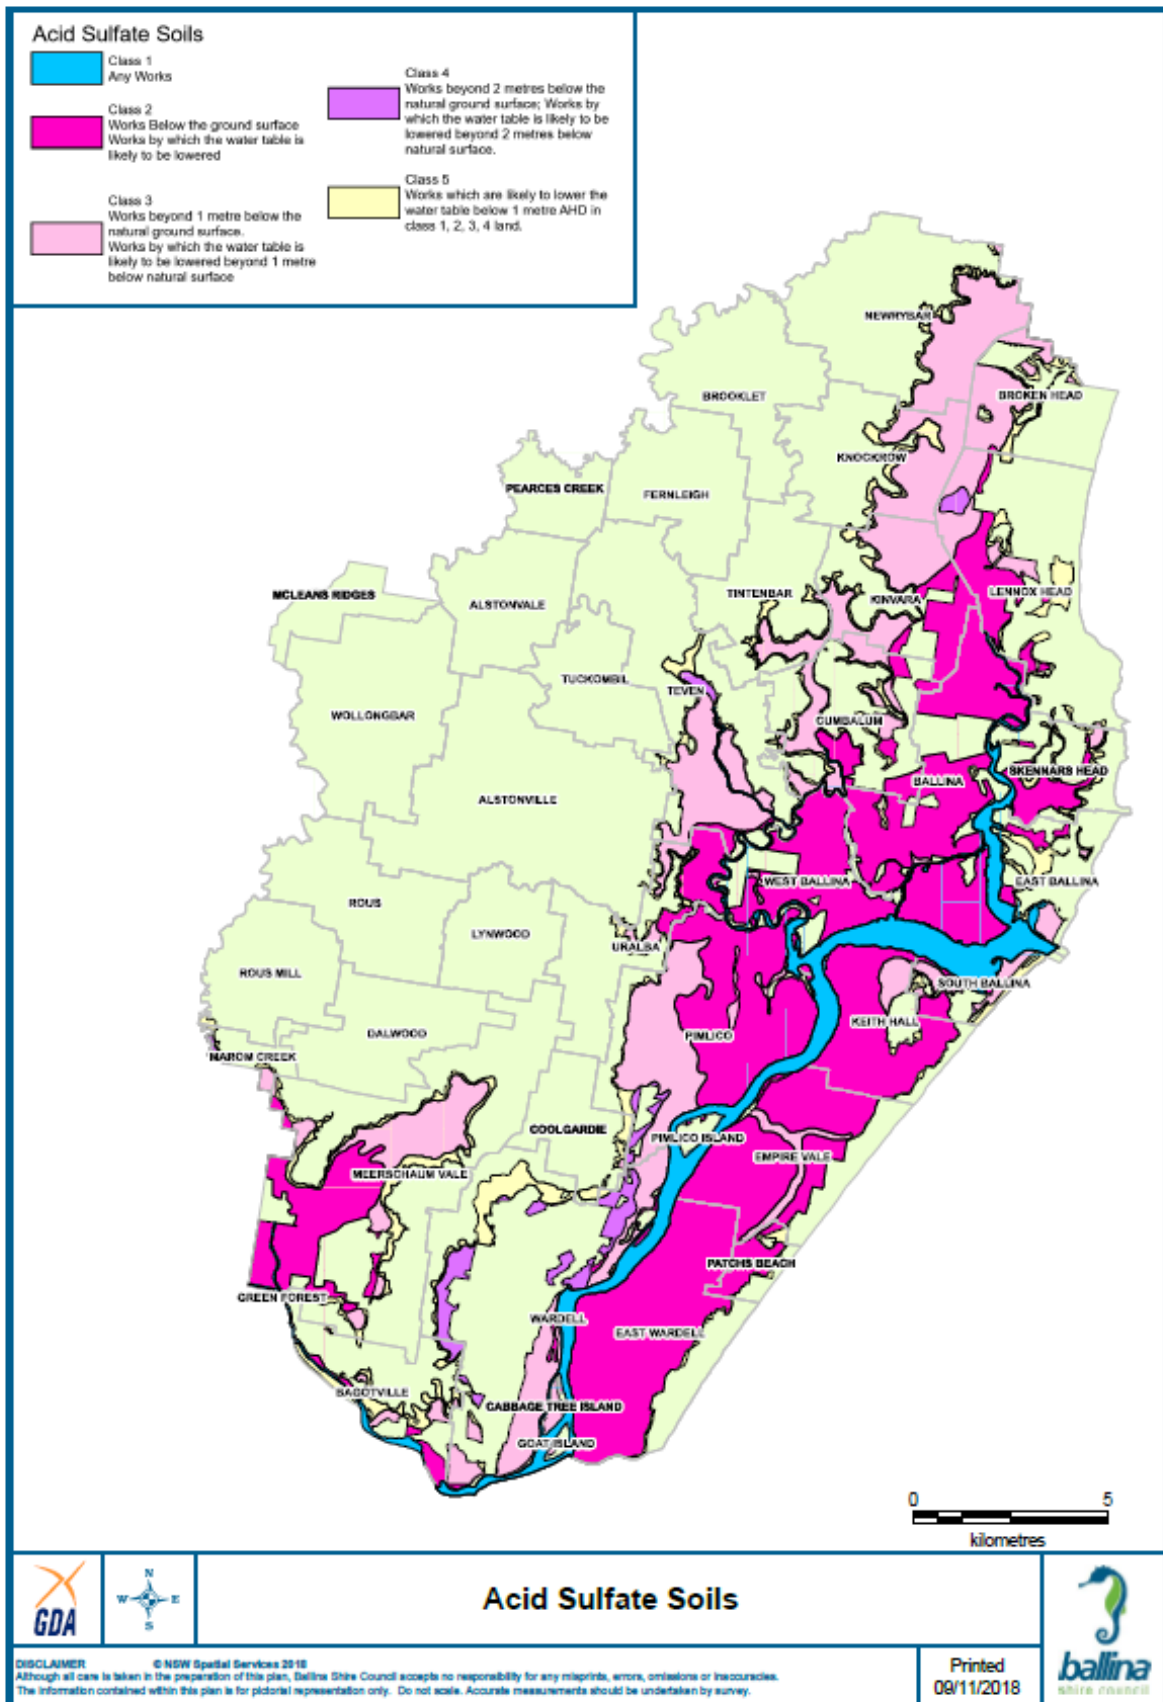 Acid Sulfate Soils
Class 1
Any Works
Class 2
Works Below the ground surface
Works by which the water table is
likely to be lowered
Class 3
Works beyond 1 metre below the
natural ground surface.
Works by which the water table is
likely to be lowered beyond 1 metre
below natural surface
Class 4
Works beyond 2 metres below the
natural ground surface; Works by
which the water table is likely to be
lowered beyond 2 metres below
natural surface.
Class 5
Works which are likely to lower the
water table below 1 metre AHD in
class 1, 2, 3, 4 land.
NEWRYBAR
BROOKLET
BROKEN HEAD
KNOCKROW
PEARCES CREEK
FERNLEIGH
MCLEANS RIDGES
ALSTONVALE
TINTENBAR
KINVARA
LENNOX HEAD
TUCKOMBIL
TEVEN
WOLLONGBAR
CUMBALUM
SKENNARS HEAD
BALLINA
ALSTONVILLE
WEST BALLINA
EAST BALLINA
ROUS
LYNWOOD
URALBA
ROUS MILL
SOUTH BALLINA
KEITH HALL
DALWOOD
PIMLICO
MAROM CREEK
COOLGARDIE
PIMLICO ISLAND
EMPIRE VALE
MEERSCHAUM VALE
PATCHS BEACH
GREEN FOREST
WARDELL
EAST WARDELL
BAGOTVILLE
CABBAGE TREE ISLAND
GOAT ISLAND
0 5
kilometres
GDA
N
W E
S
Acid Sulfate Soils
ballina
shire council
DISCLAIMER © NSW Spatial Services 2018
Although all care is taken in the preparation of this plan, Ballina Shire Council accepts no responsibility for any misprints, errors, omissions or inaccuracies.
The information contained within this plan is for pictorial representation only. Do not scale. Accurate measurements should be undertaken by survey.
Printed
09/11/2018